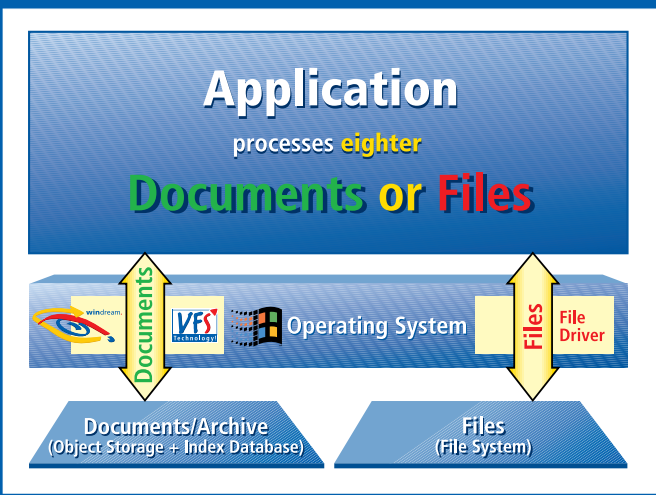 Application
processes eighter
Documents or Files
Documents
windream.
VFS
Technology!
Operating System
Files
File
Driver
Documents/Archive
(Object Storage + Index Database)
Files
(File System)